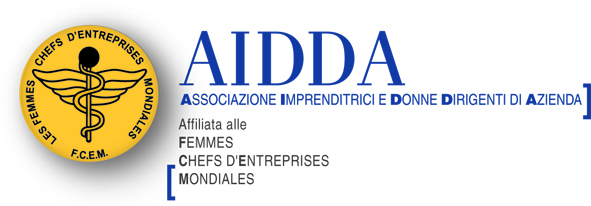 LES FEMMES CHEFS D'ENTREPRISES MONDIALES
F.C.E.M.
AIDDA
ASSOCIAZIONE IMPRENDITRICI E DONNE DIRIGENTI DI AZIENDA
Affiliata alle
FEMMES
CHEFS D'ENTREPRISES
MONDIALES